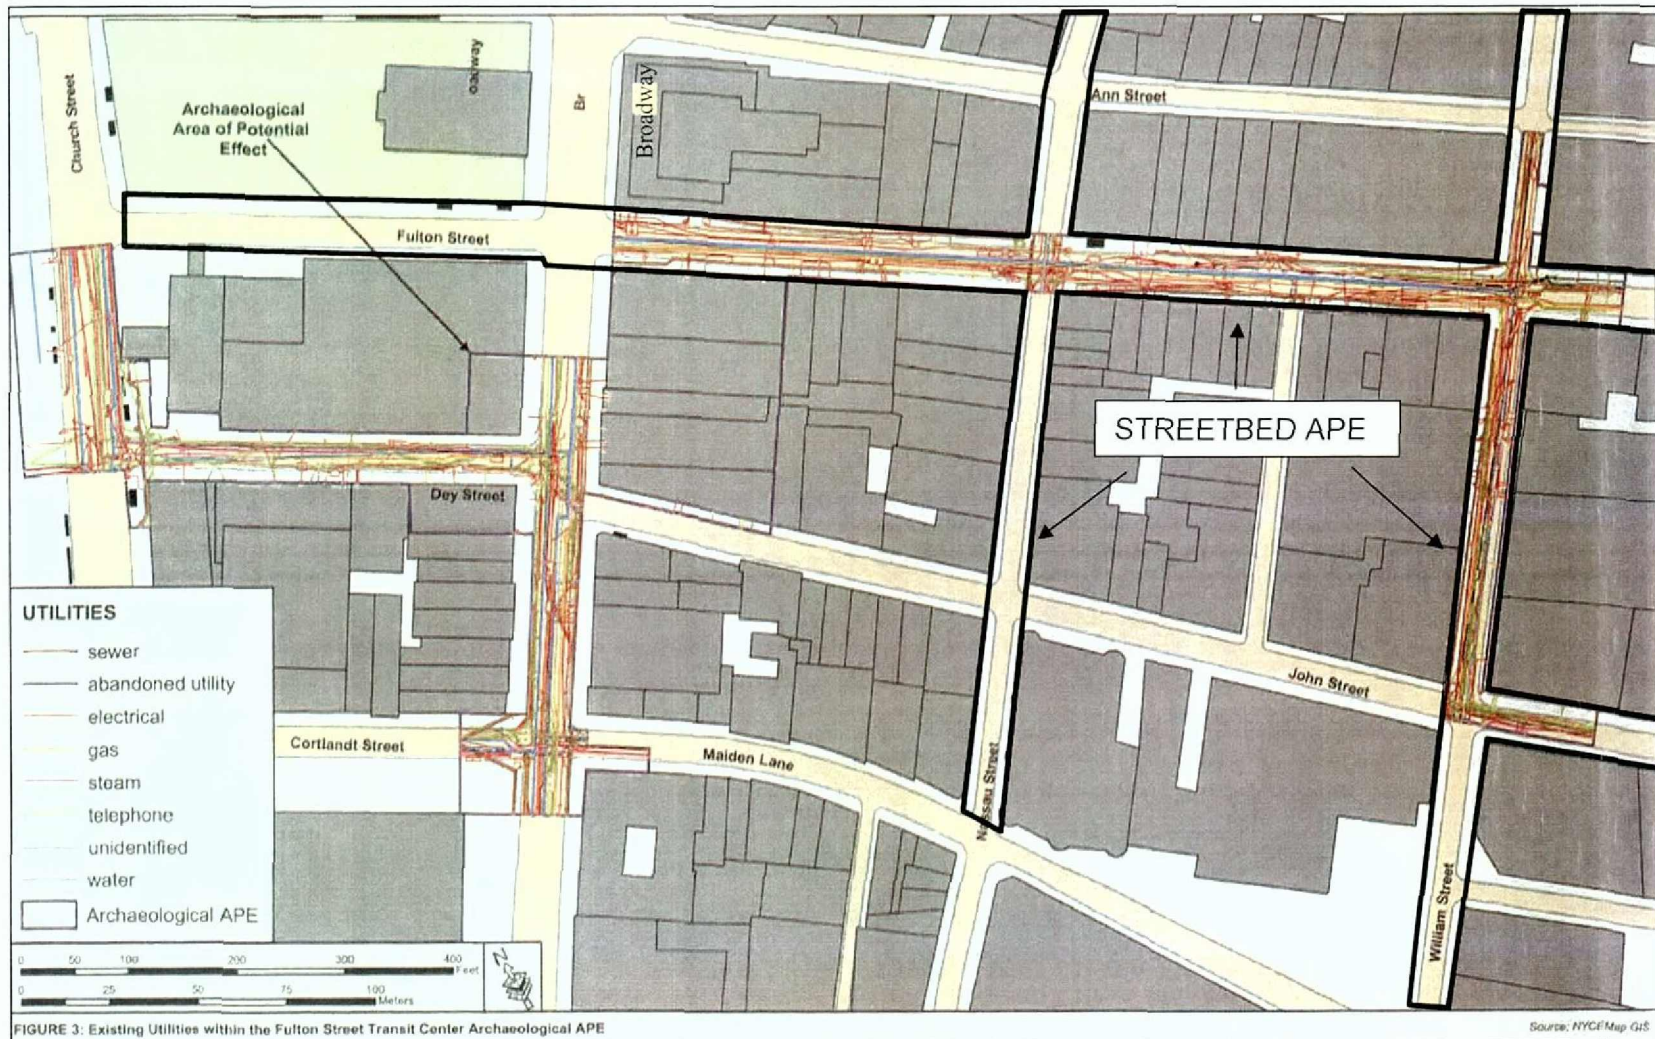 Church Street
Archaeological
Area of Potential
Effect
oadway
Br
Broadway
Ann Street
Fulton Street
STREETBED APE
Dey Street
John Street
Cortlandt Street
Maiden Lane
Nassau Street
William Street
UTILITIES
sewer
abandoned utility
electrical
gas
steam
telephone
unidentified
water
Archaeological APE
0 50 100 200 300 400
Feet
0 25 50 75 100
Meters
N
FIGURE 3: Existing Utilities within the Fulton Street Transit Center Archaeological APE
Source: NYCEMap GIS